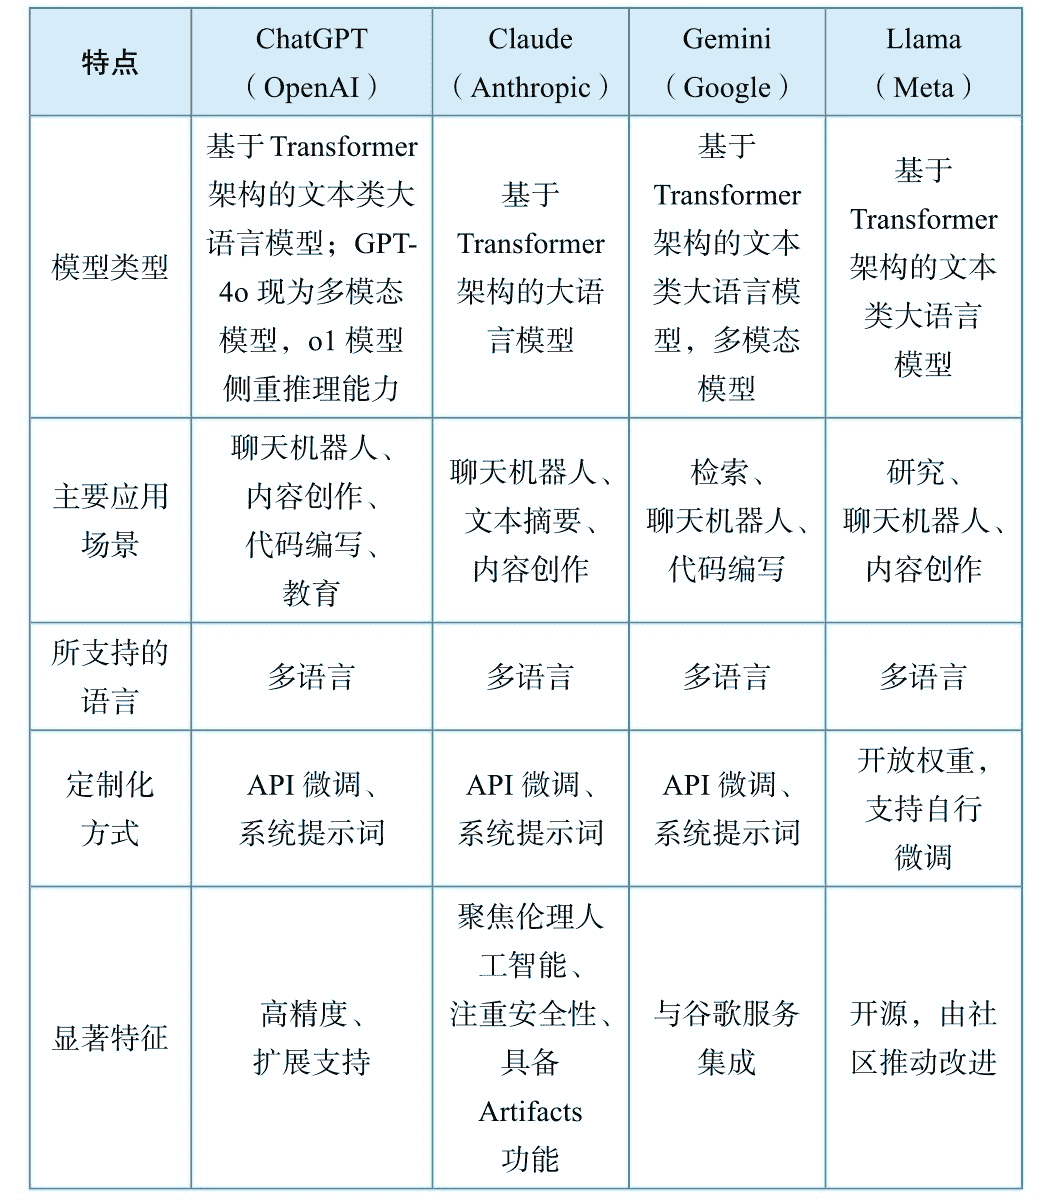 特点
ChatGPT
（OpenAI）
Claude
（Anthropic）
Gemini
（Google）
Llama
（Meta）
模型类型
基于 Transformer
架构的文本类大
语言模型；GPT-
4o 现为多模态
模型，o1 模型
侧重推理能力
基于
Transformer
架构的大语
言模型
基于
Transformer
架构的文本
类大语言模
型，多模态
模型
基于
Transformer
架构的文本
类大语言
模型
主要应用
场景
聊天机器人、
内容创作、
代码编写、
教育
聊天机器人、
文本摘要、
内容创作
检索、
聊天机器人、
代码编写
研究、
聊天机器人、
内容创作
所支持的
语言
多语言
多语言
多语言
多语言
定制化
方式
API 微调、
系统提示词
API 微调、
系统提示词
API 微调、
系统提示词
开放权重，
支持自行
微调
显著特征
高精度、
扩展支持
聚焦伦理人
工智能、
注重安全性、
具备
Artifacts
功能
与谷歌服务
集成
开源，由社
区推动改进